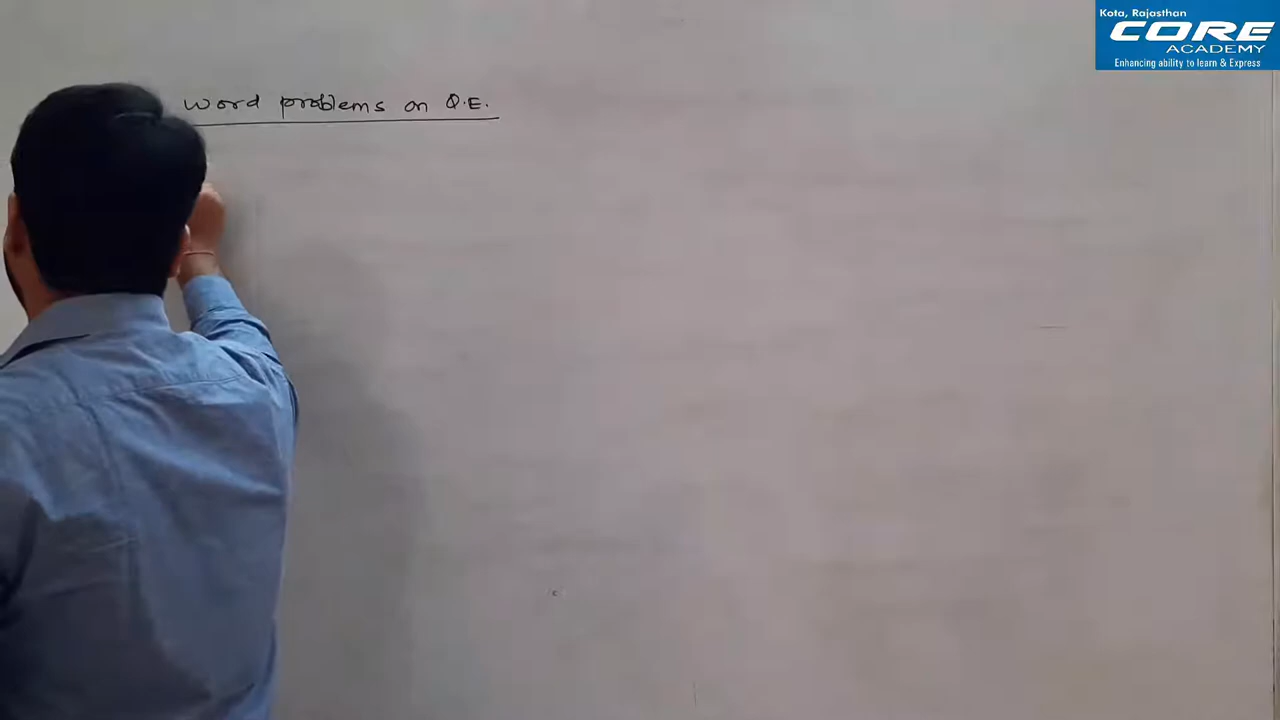 Kota, Rajasthan
CORE
ACADEMY
Enhancing ability to learn & Express
Word problems on Q.E.